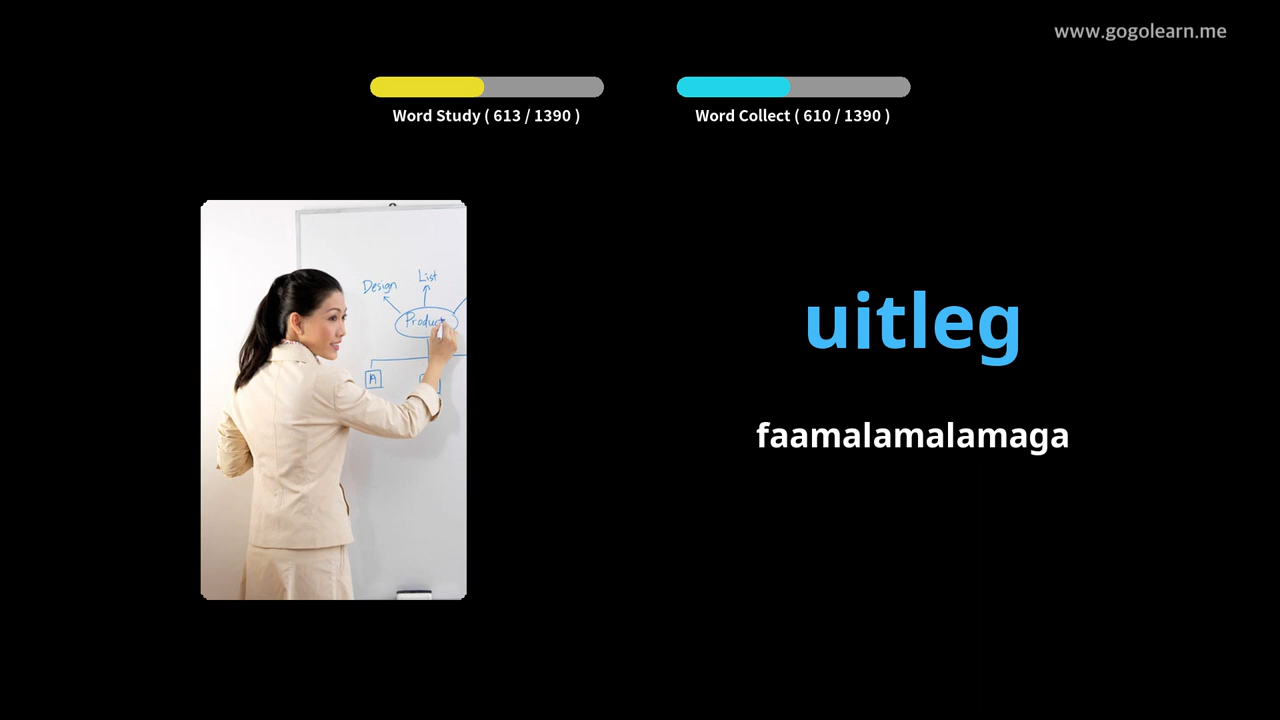 www.gogolearn.me
Word Study ( 613 / 1390 )
Word Collect ( 610 / 1390 )
Design
List
Product
A
uitleg
faamalamalamaga